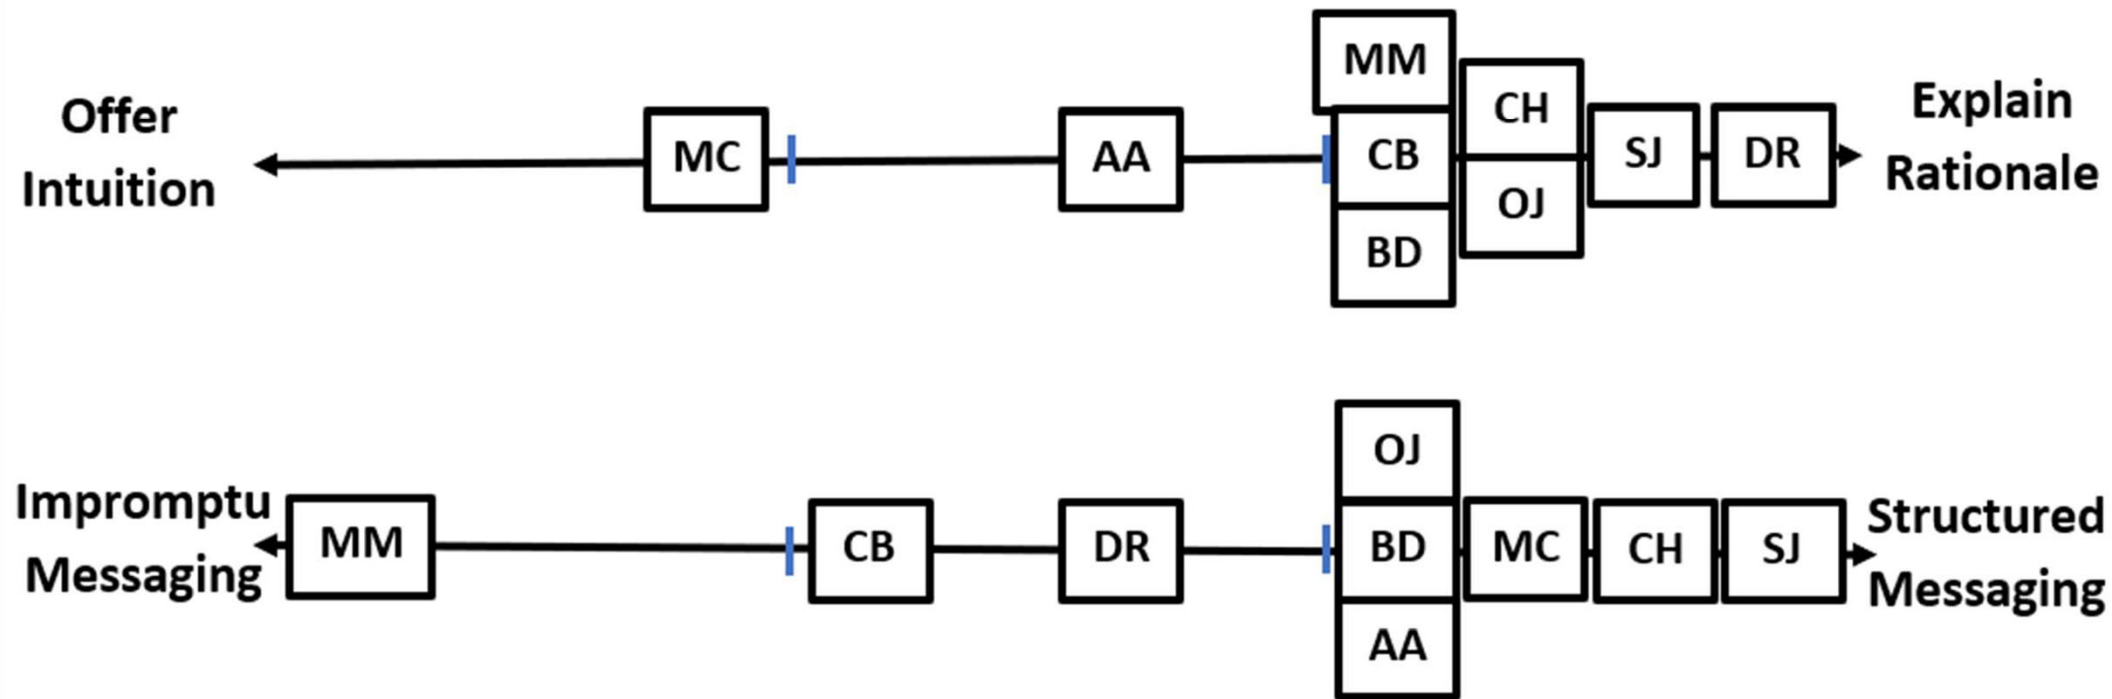 Offer
Intuition
MC
AA
MM
CB
BD
CH
OJ
SJ
DR
Explain
Rationale
Impromptu
Messaging
MM
CB
DR
OJ
BD
AA
MC
CH
SJ
Structured
Messaging